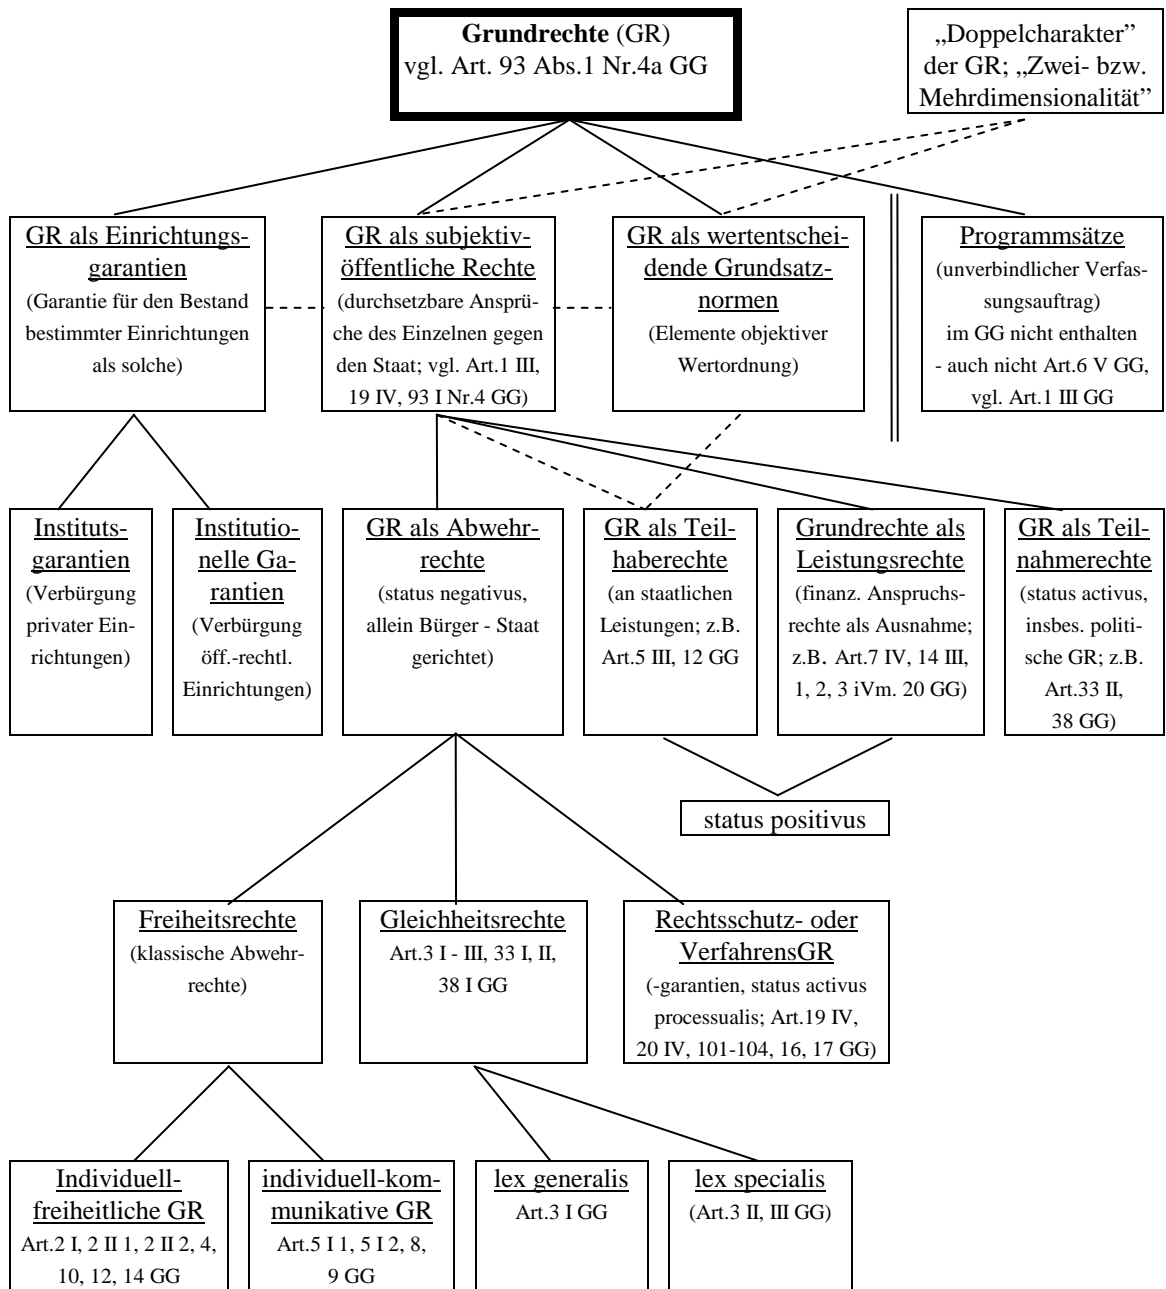 Grundrechte (GR)
vgl. Art. 93 Abs.1 Nr.4a GG
„Doppelcharakter”
der GR; „Zwei- bzw.
Mehrdimensionalität”
GR als Einrichtungs-
garantien
(Garantie für den Bestand
bestimmter Einrichtungen
als solche)
GR als subjektiv-
öffentliche Rechte
(durchsetzbare Ansprü-
che des Einzelnen gegen
den Staat; vgl. Art.1 III,
19 IV, 93 I Nr.4 GG)
GR als wertentschei-
dende Grundsatz-
normen
(Elemente objektiver
Wertordnung)
Programmsätze
(unverbindlicher Verfas-
sungsauftrag)
im GG nicht enthalten
- auch nicht Art.6 V GG,
vgl. Art.1 III GG
Instituts-
garantien
(Verbürgung
privater Ein-
richtungen)
Institutio-
nelle Ga-
rantien
(Verbürgung
öff.-rechtl.
Einrichtungen)
GR als Abwehr-
rechte
(status negativus,
allein Bürger - Staat
gerichtet)
GR als Teil-
haberechte
(an staatlichen
Leistungen; z.B.
Art.5 III, 12 GG
Grundrechte als
Leistungsrechte
(finanz. Anspruchs-
rechte als Ausnahme;
z.B. Art.7 IV, 14 III,
1, 2, 3 iVm. 20 GG)
GR als Teil-
nahmerechte
(status activus,
insbes. politi-
sche GR; z.B.
Art.33 II,
38 GG)
status positivus
Freiheitsrechte
(klassische Abwehr-
rechte)
Gleichheitsrechte
Art.3 I - III, 33 I, II,
38 I GG
Rechtsschutz- oder
VerfahrensGR
(-garantien, status activus
processualis; Art.19 IV,
20 IV, 101-104, 16, 17 GG)
Individuell-
freiheitliche GR
Art.2 I, 2 II 1, 2 II 2, 4,
10, 12, 14 GG
individuell-kom-
munikative GR
Art.5 I 1, 5 I 2, 8,
9 GG
lex generalis
Art.3 I GG
lex specialis
(Art.3 II, III GG)